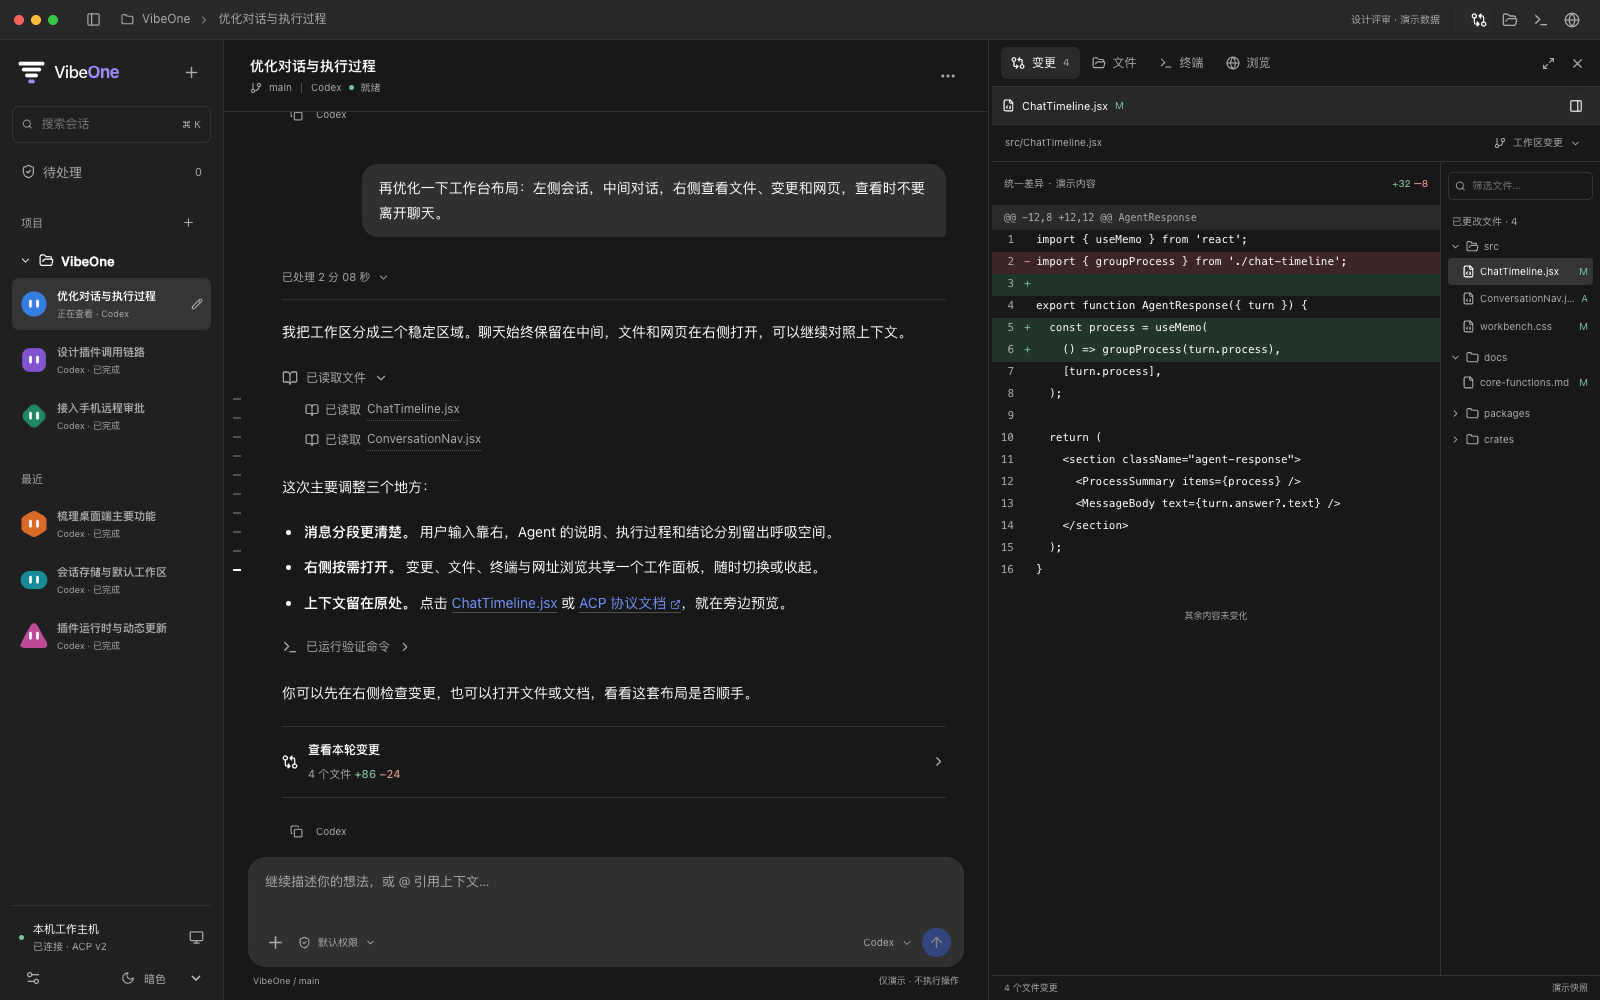 VibeOne
优化对话与执行过程
设计评审 · 演示数据
VibeOne
搜索会话
⌘ K
待处理
0
项目
VibeOne
优化对话与执行过程
正在查看 · Codex
设计插件调用链路
Codex · 已完成
接入手机远程审批
Codex · 已完成
最近
梳理桌面端主要功能
Codex · 已完成
会话存储与默认工作区
Codex · 已完成
插件运行时与动态更新
Codex · 已完成
本机工作主机
已连接 · ACP v2
暗色
优化对话与执行过程
main | Codex 就绪
Codex
再优化一下工作台布局：左侧会话，中间对话，右侧查看文件、变更和网页，查看时不要
离开聊天。
已处理 2 分 08 秒
我把工作区分成三个稳定区域。聊天始终保留在中间，文件和网页在右侧打开，可以继续对照上下文。
已读取文件
已读取 ChatTimeline.jsx
已读取 ConversationNav.jsx
这次主要调整三个地方：
• 消息分段更清楚。 用户输入靠右，Agent 的说明、执行过程和结论分别留出呼吸空间。
• 右侧按需打开。 变更、文件、终端与网址浏览共享一个工作面板，随时切换或收起。
• 上下文留在原处。 点击 ChatTimeline.jsx 或 ACP 协议文档，就在旁边预览。
已运行验证命令
你可以先在右侧检查变更，也可以打开文件或文档，看看这套布局是否顺手。
查看本轮变更
4 个文件 +86 −24
Codex
继续描述你的想法，或 @ 引用上下文...
默认权限
Codex
VibeOne / main
仅演示 · 不执行操作
变更 4
文件
终端
浏览
ChatTimeline.jsx M
src/ChatTimeline.jsx
工作区变更
统一差异 · 演示内容
+32 −8
@@ −12,8 +12,12 @@ AgentResponse
1 import { useMemo } from 'react';
2 − import { groupProcess } from './chat-timeline';
3 +
4 export function AgentResponse({ turn }) {
5 + const process = useMemo(
6 + () => groupProcess(turn.process),
7 [turn.process],
8 );
9
10 return (
11 <section className="agent-response">
12 <ProcessSummary items={process} />
13 <MessageBody text={turn.answer?.text} />
14 </section>
15 );
16 }
其余内容未变化
筛选文件...
已更改文件 · 4
src
ChatTimeline.jsx M
ConversationNav.j... A
workbench.css M
docs
core-functions.md M
packages
crates
4 个文件变更
演示快照